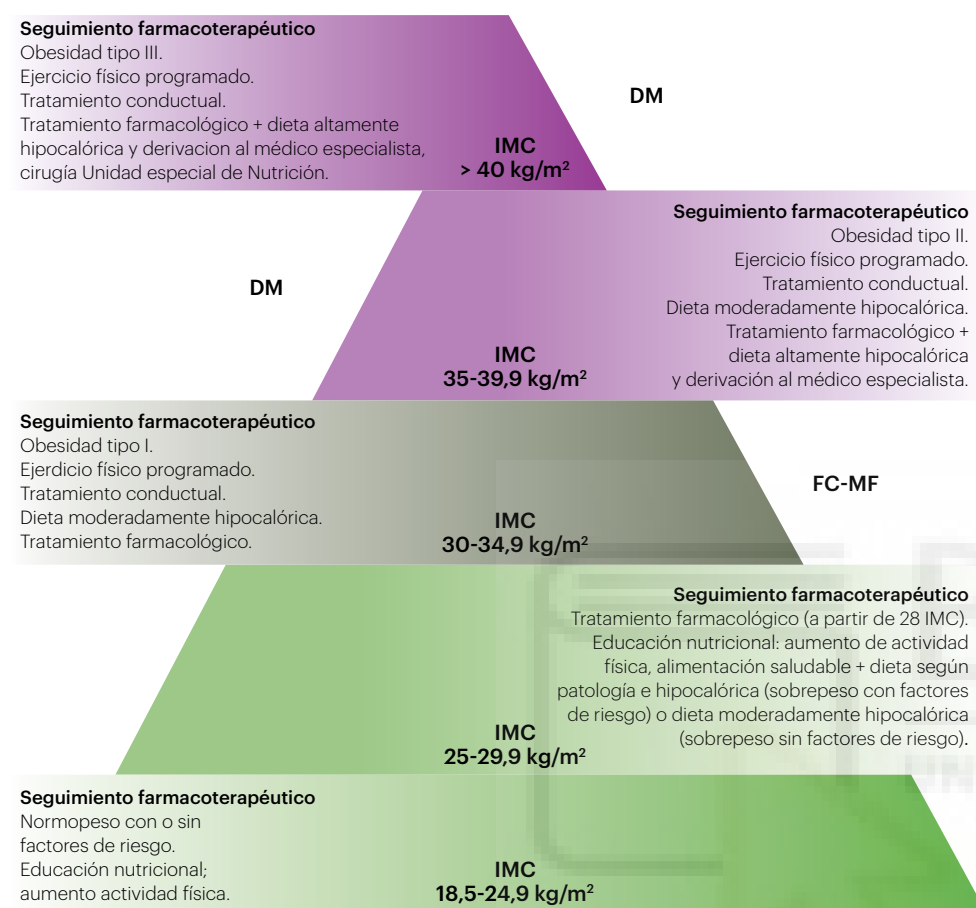 Seguimiento farmacoterapéutico
Obesidad tipo III.
Ejercicio físico programado.
Tratamiento conductual.
Tratamiento farmacológico + dieta altamente
hipocalórica y derivacion al médico especialista,
cirugía Unidad especial de Nutrición.
IMC
> 40 kg/m²
DM
Seguimiento farmacoterapéutico
Obesidad tipo II.
Ejercicio físico programado.
Tratamiento conductual.
Dieta moderadamente hipocalórica.
Tratamiento farmacológico +
dieta altamente hipocalórica
y derivación al médico especialista.
DM
IMC
35-39,9 kg/m²
Seguimiento farmacoterapéutico
Obesidad tipo I.
Ejerdicio físico programado.
Tratamiento conductual.
Dieta moderadamente hipocalórica.
Tratamiento farmacológico.
IMC
30-34,9 kg/m²
FC-MF
Seguimiento farmacoterapéutico
Tratamiento farmacológico (a partir de 28 IMC).
Educación nutricional: aumento de actividad
física, alimentación saludable + dieta según
patología e hipocalórica (sobrepeso con factores
de riesgo) o dieta moderadamente hipocalórica
(sobrepeso sin factores de riesgo).
IMC
25-29,9 kg/m²
Seguimiento farmacoterapéutico
Normopeso con o sin
factores de riesgo.
Educación nutricional;
aumento actividad física.
IMC
18,5-24,9 kg/m²